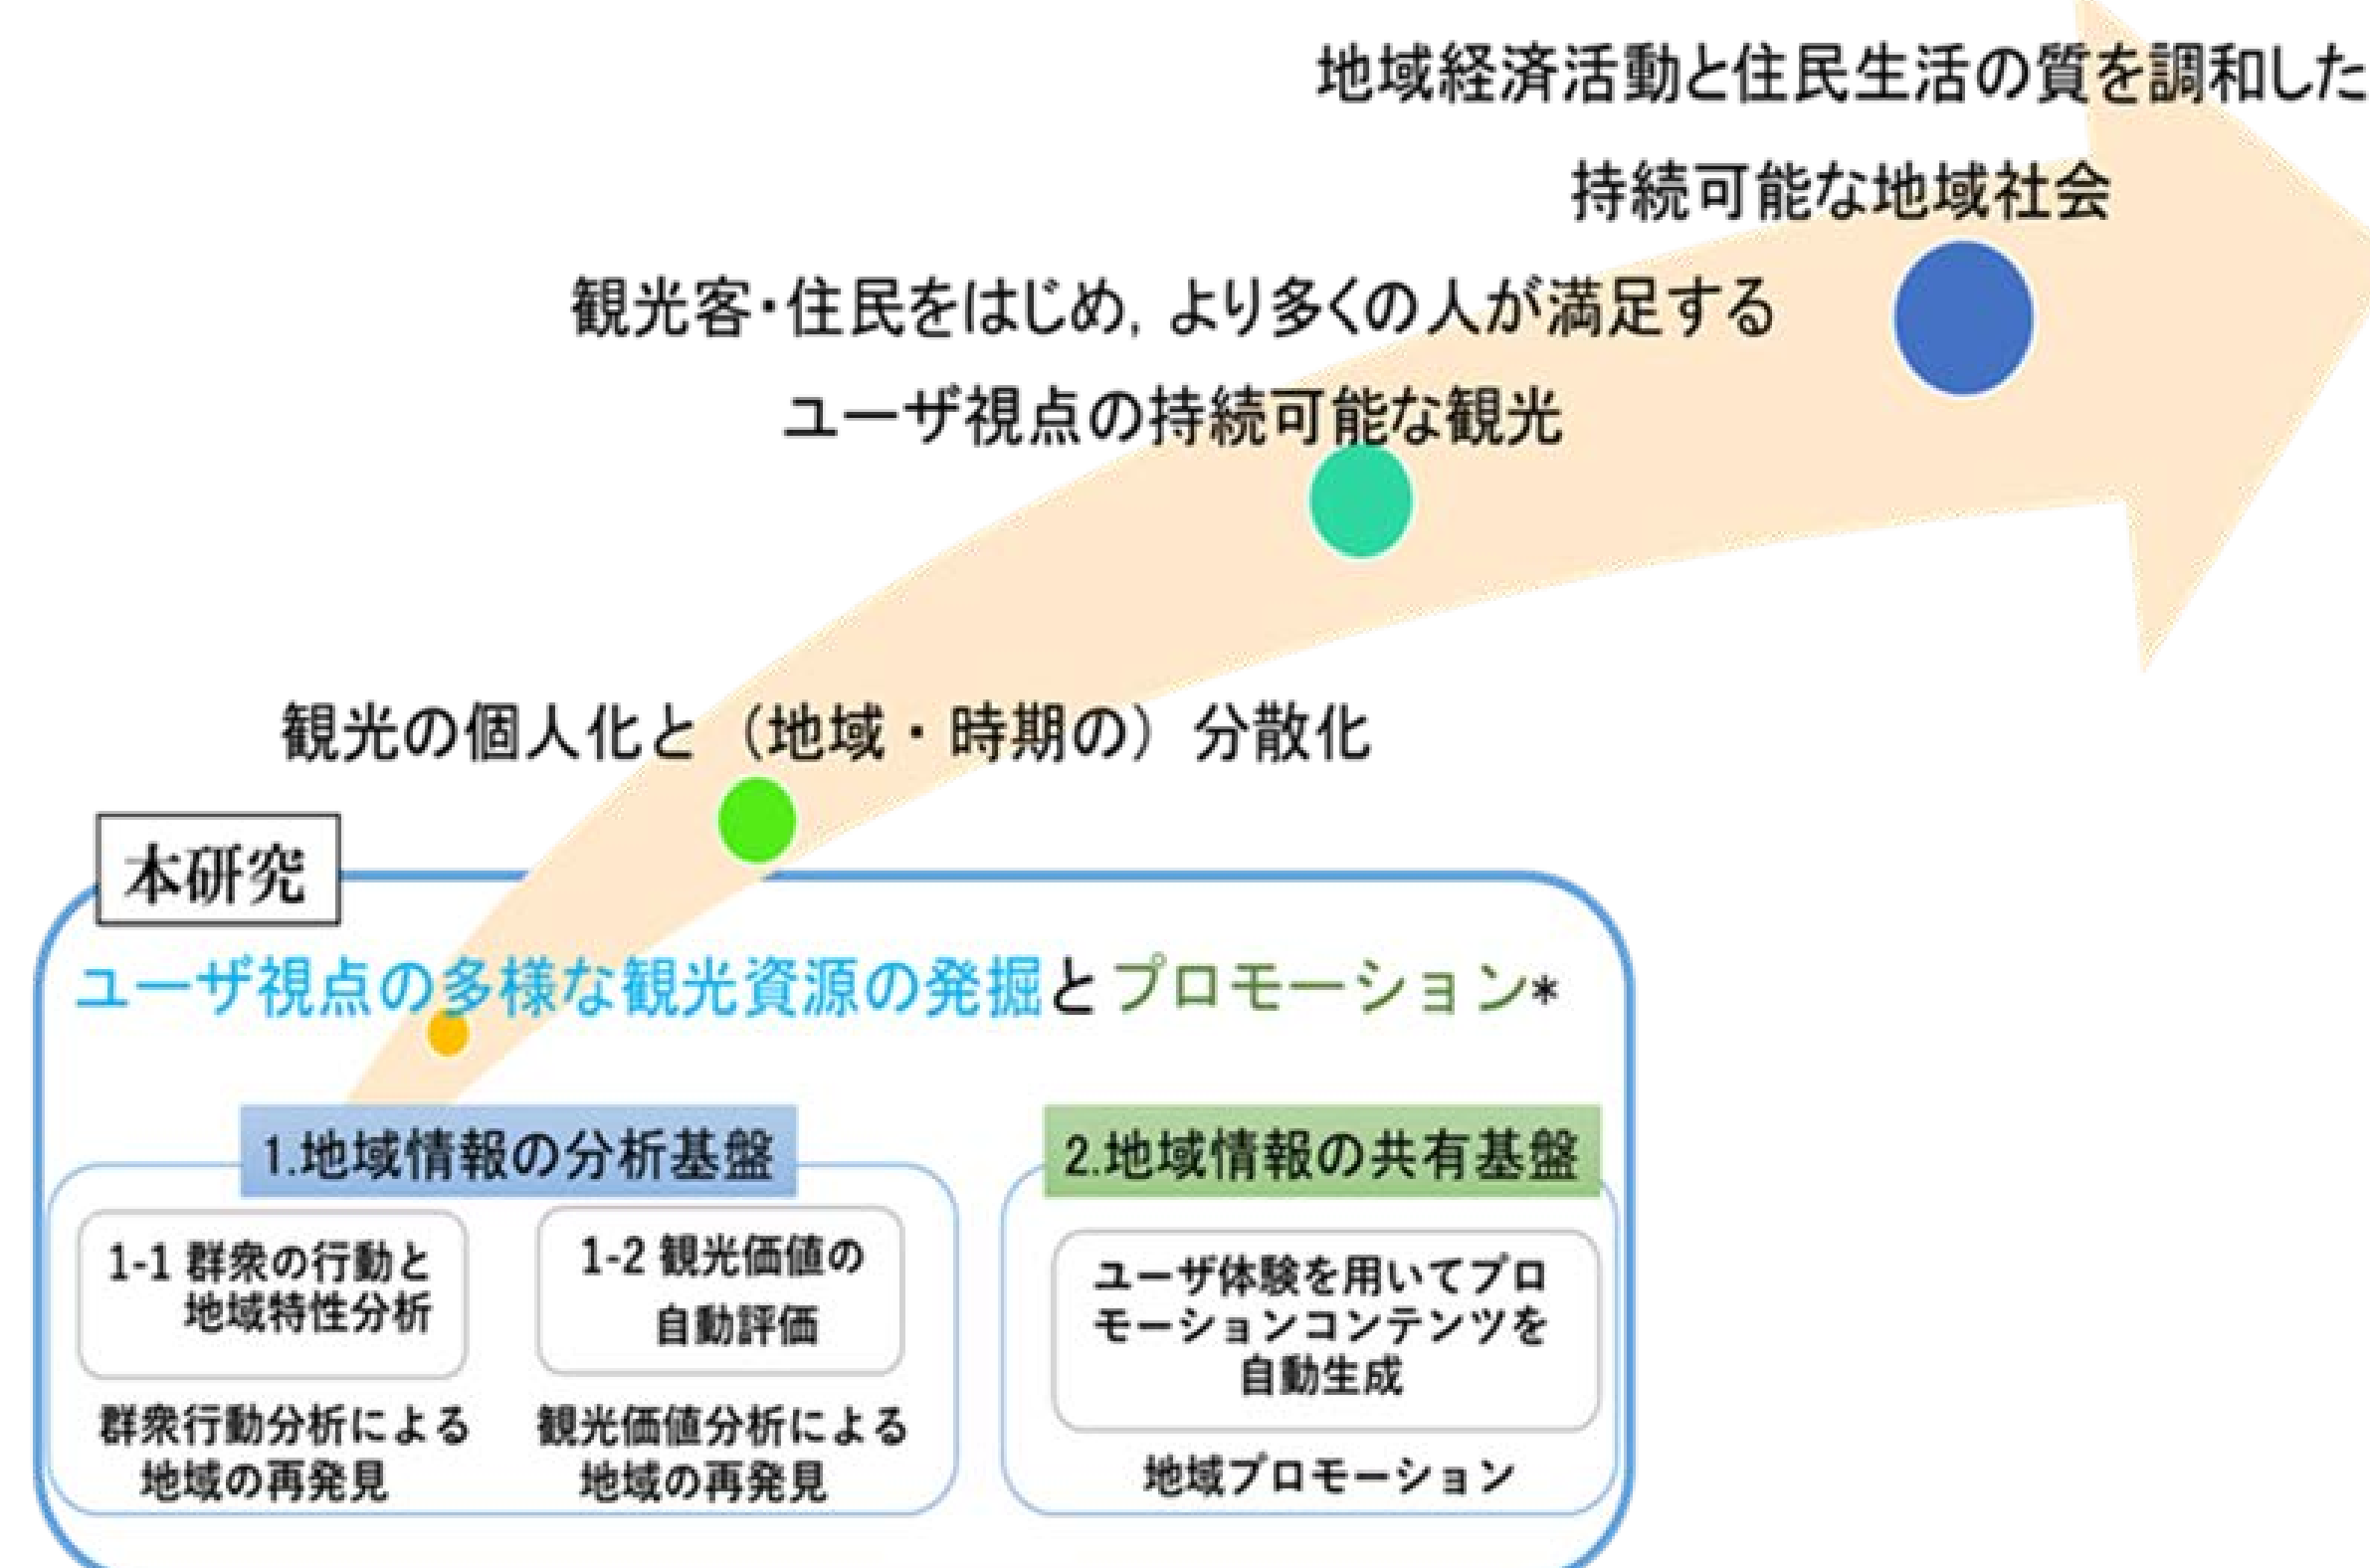 地域経済活動と住民生活の質を調和した
持続可能な地域社会
観光客・住民をはじめ，より多くの人が満足する
ユーザ視点の持続可能な観光
観光の個人化と（地域・時期の）分散化
本研究
ユーザ視点の多様な観光資源の発掘とプロモーション*
1.地域情報の分析基盤
1-1 群衆の行動と
地域特性分析
群衆行動分析による
地域の再発見
1-2 観光価値の
自動評価
観光価値分析による
地域の再発見
2.地域情報の共有基盤
ユーザ体験を用いてプロ
モーションコンテンツを
自動生成
地域プロモーション